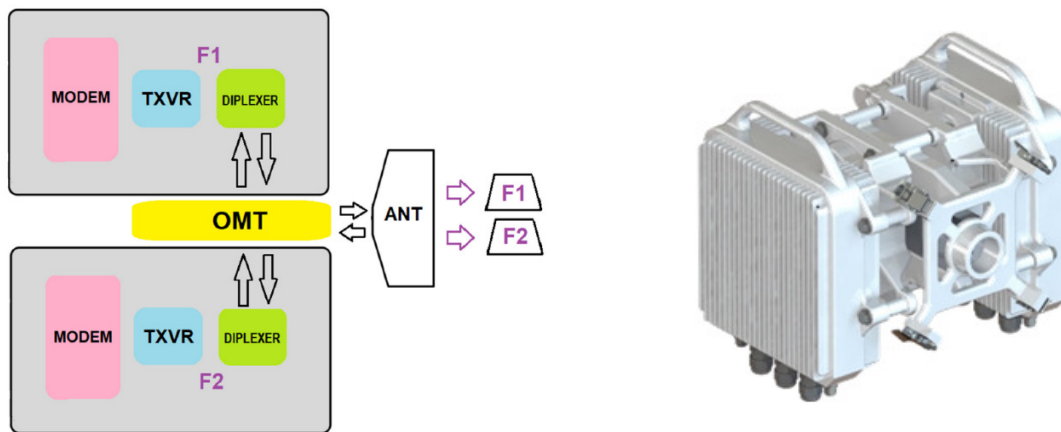 F1
MODEM
TXVR
DIPLEXER
OMT
ANT
F1
F2
MODEM
TXVR
DIPLEXER
F2